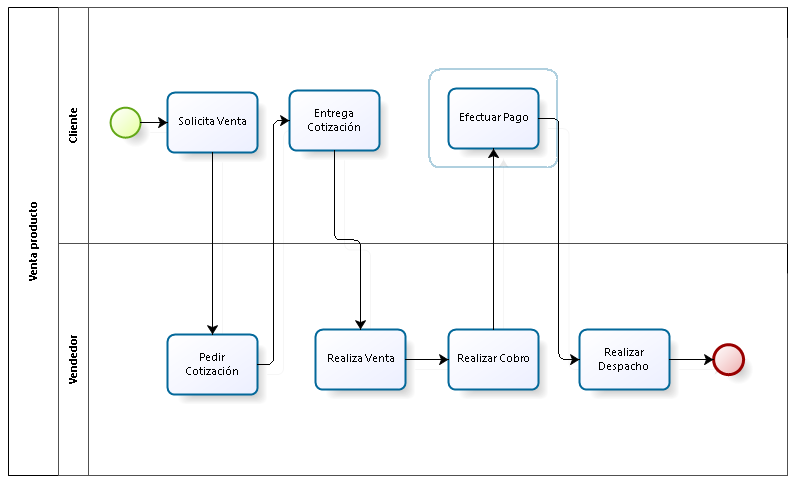 Venta producto
Cliente
Solicita Venta
Entrega
Cotización
Efectuar Pago
Vendedor
Pedir
Cotización
Realiza Venta
Realizar Cobro
Realizar
Despacho